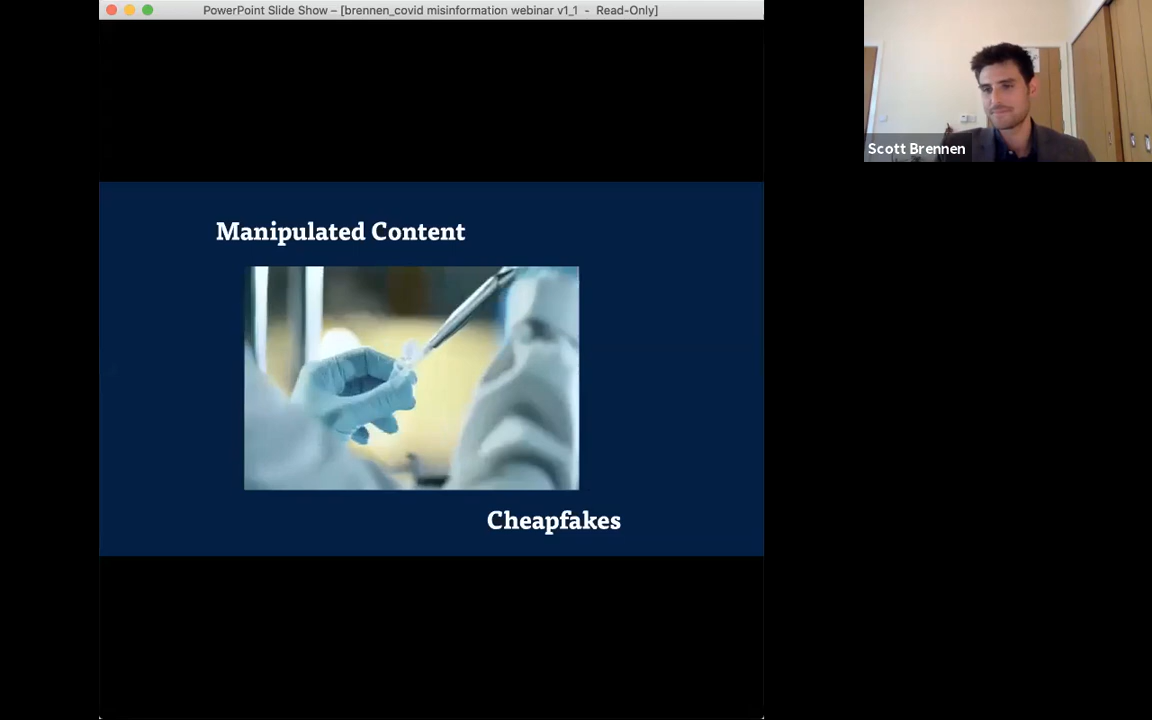 PowerPoint Slide Show – [brennen_covid misinformation webinar v1_1 - Read-Only]
Scott Brennen
Manipulated Content
Cheapfakes